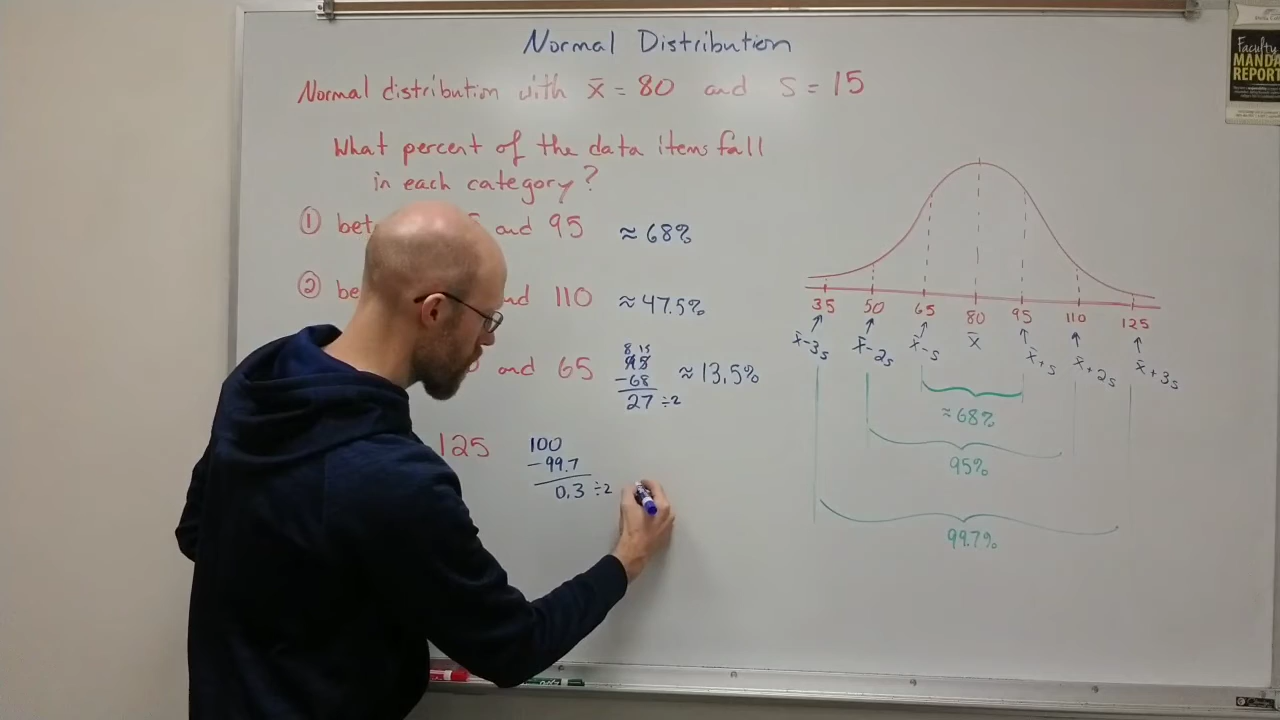 Normal Distribution
Normal distribution with x̄ = 80 and S = 15
What percent of the data items fall
in each category?
① bet and 95 ≈ 68%
② be nd 110 ≈ 47.5%
and 65
8 15
95
-68
27 ÷2
≈ 13.5%
125
100
-99.7
0.3 ÷2
35 50 65 80 95 110 125
x̄-3s x̄-2s x̄-s x̄ x̄+s x̄+2s x̄+3s
≈68%
95%
99.7%
Faculty
MANDA
REPORT